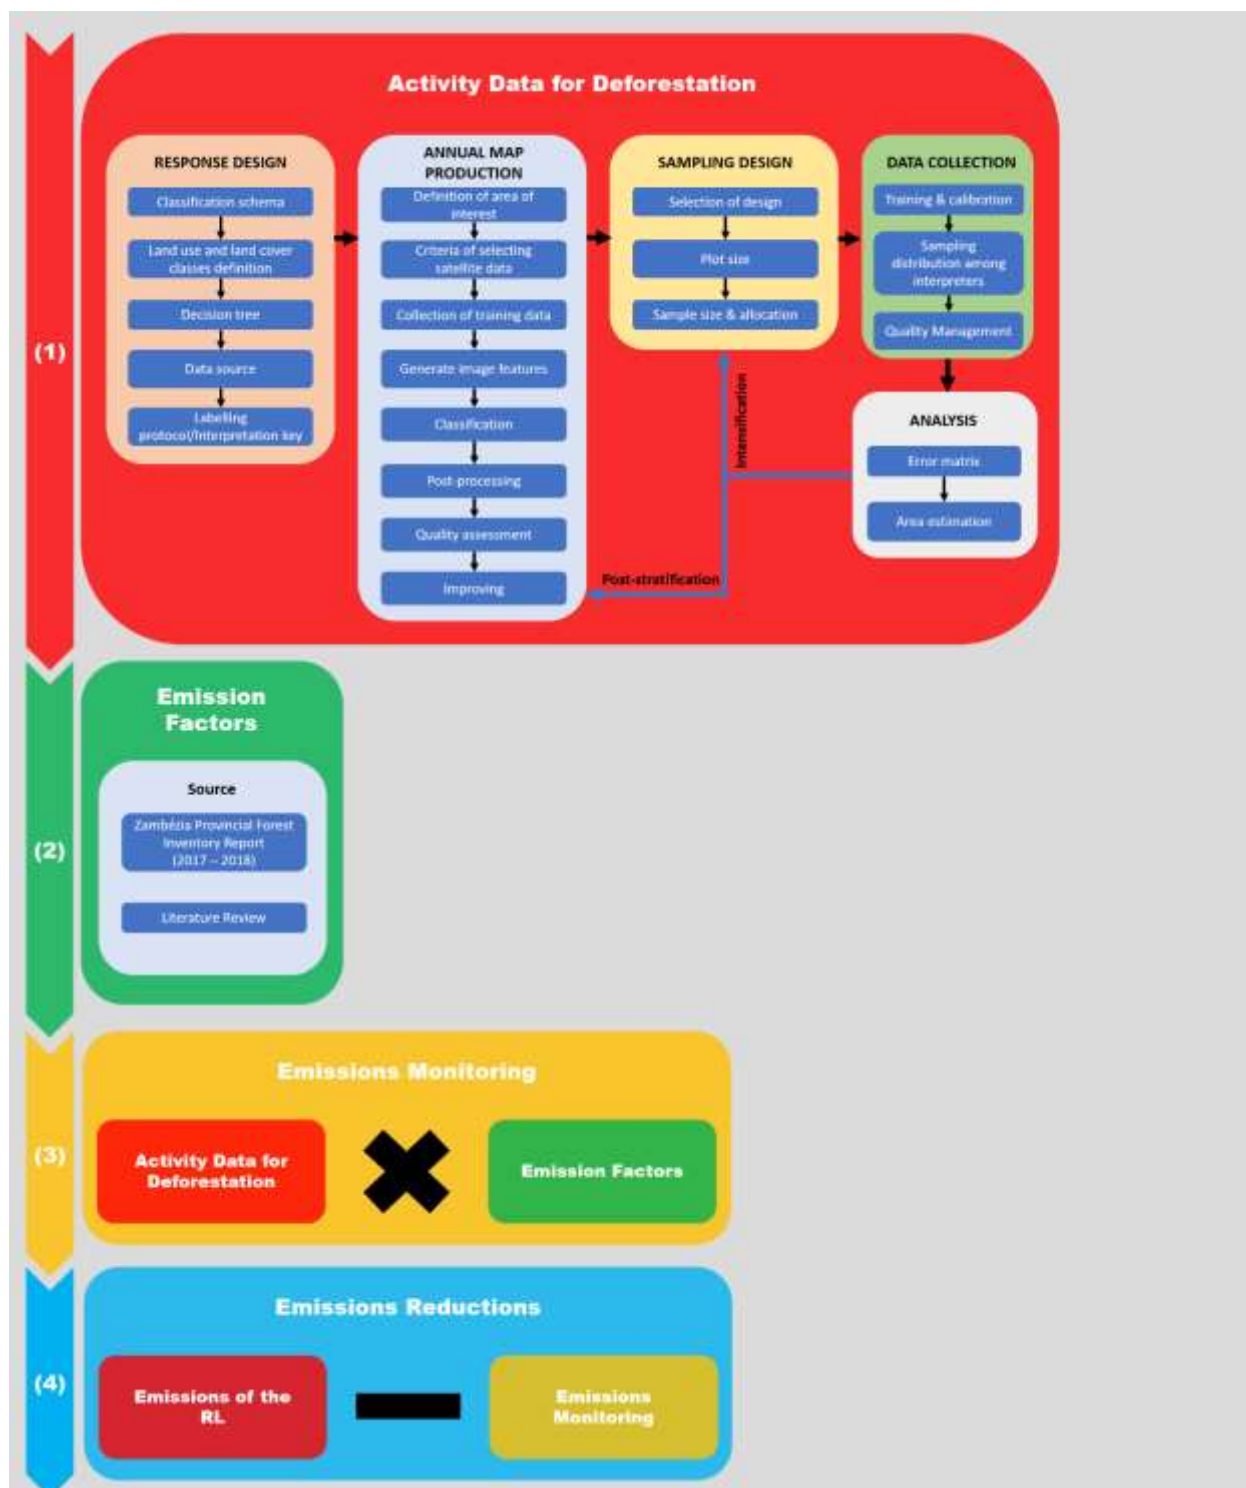 Activity Data for Deforestation
(1)
RESPONSE DESIGN
Classification schema
Land use and land cover
classes definition
Decision tree
Data source
Labelling
protocol/Interpretation key
ANNUAL MAP
PRODUCTION
Definition of area of
interest
Criteria of selecting
satellite data
Collection of training data
Generate image features
Classification
Post-processing
Quality assessment
Improving
SAMPLING DESIGN
Selection of design
Plot size
Sample size & allocation
DATA COLLECTION
Training & calibration
Sampling
distribution among
interpreters
Quality Management
ANALYSIS
Error matrix
Area estimation
Intensification
Post-stratification
(2)
Emission
Factors
Source
Zambézia Provincial Forest
Inventory Report
(2017 – 2018)
Literature Review
(3)
Emissions Monitoring
Activity Data for
Deforestation
Emission Factors
(4)
Emissions Reductions
Emissions of the
RL
Emissions
Monitoring